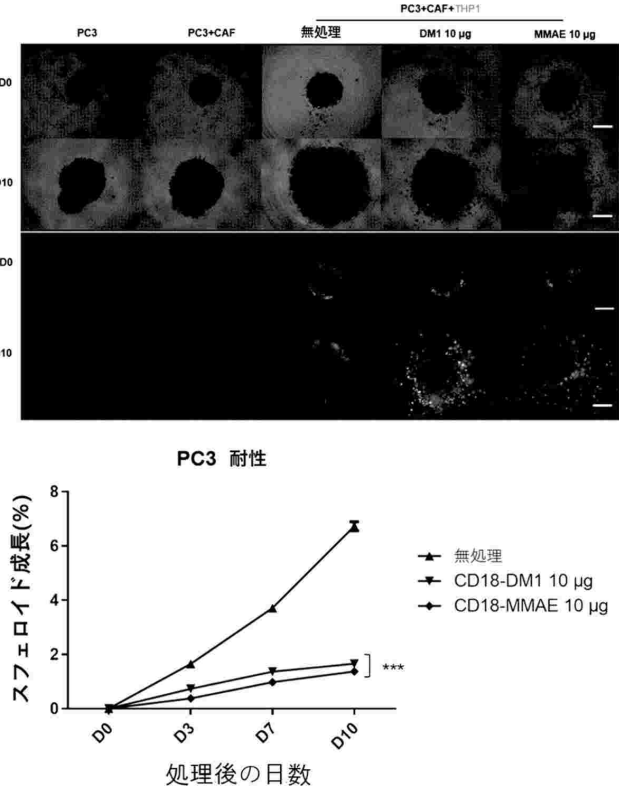 PC3+CAF+THP1
PC3 PC3+CAF 無処理 DM1 10 µg MMAE 10 µg
D0
D10
D0
D10
PC3 耐性
スフェロイド成長(%)
8
6
4
2
0
D0 D3 D7 D10
処理後の日数
無処理
CD18-DM1 10 µg
CD18-MMAE 10 µg
***